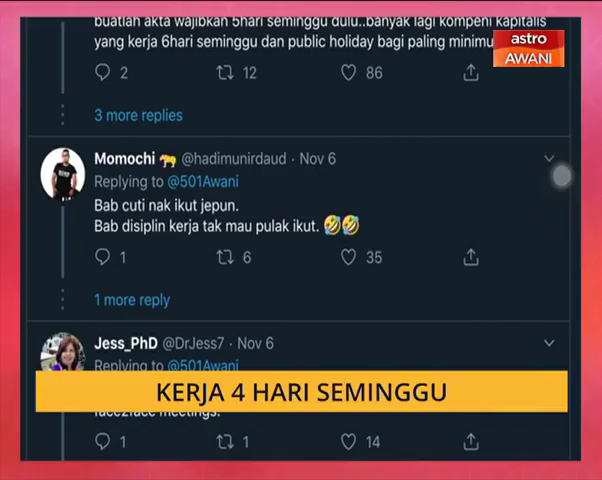 buatlah akta wajibkan 5hari seminggu dulu..banyak lagi kompeni kapitalis
yang kerja 6hari seminggu dan public holiday bagi paling minimu
astro
AWANI
2 12 86
3 more replies
Momochi 🐆 @hadimunirdaud · Nov 6
Replying to @501Awani
Bab cuti nak ikut jepun.
Bab disiplin kerja tak mau pulak ikut. 🤣🤣
1 6 35
1 more reply
Jess_PhD @DrJess7 · Nov 6
Replying to @501Awani
KERJA 4 HARI SEMINGGU
face2face meetings.
1 1 14